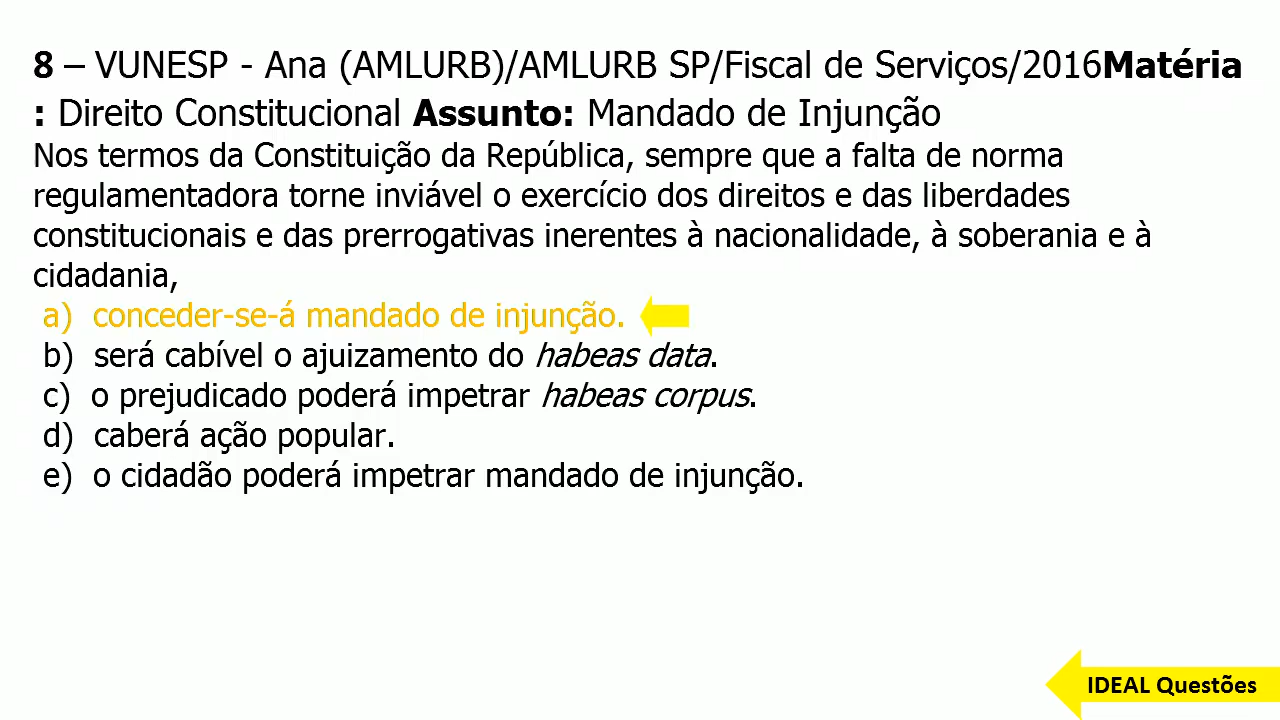 8 – VUNESP - Ana (AMLURB)/AMLURB SP/Fiscal de Serviços/2016Matéria
: Direito Constitucional Assunto: Mandado de Injunção
Nos termos da Constituição da República, sempre que a falta de norma
regulamentadora torne inviável o exercício dos direitos e das liberdades
constitucionais e das prerrogativas inerentes à nacionalidade, à soberania e à
cidadania,
a) conceder-se-á mandado de injunção.
b) será cabível o ajuizamento do habeas data.
c) o prejudicado poderá impetrar habeas corpus.
d) caberá ação popular.
e) o cidadão poderá impetrar mandado de injunção.
IDEAL Questões